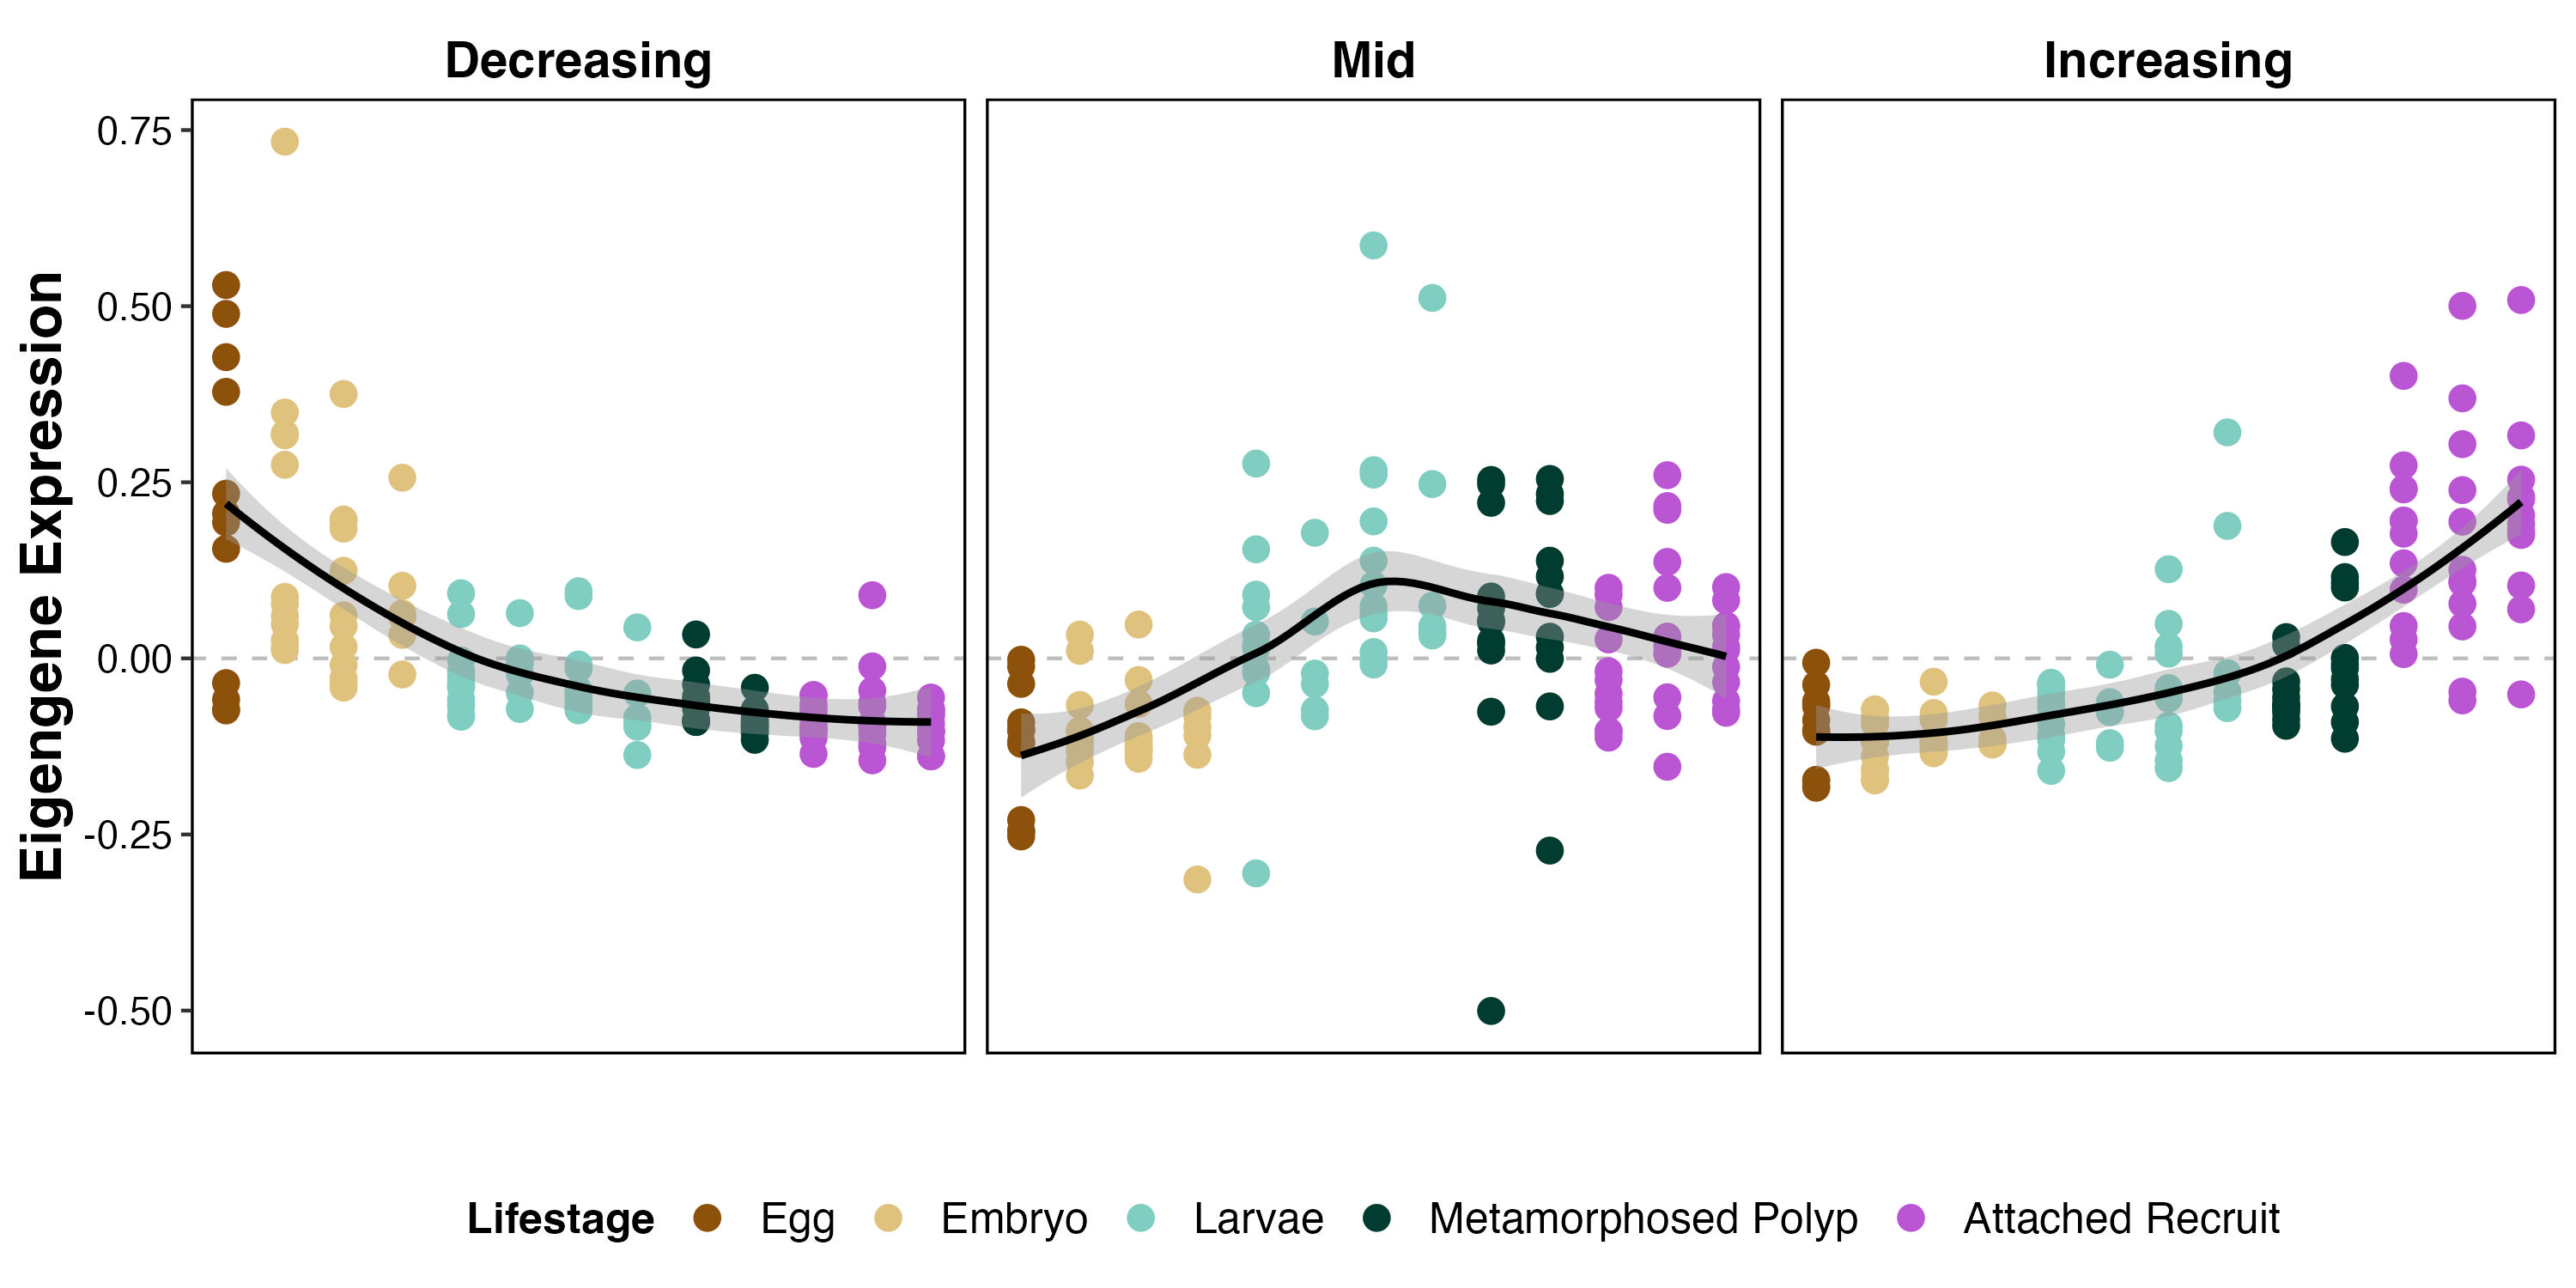 Decreasing
Mid
Increasing
Eigengene Expression
0.75
0.50
0.25
0.00
-0.25
-0.50
Lifestage Egg Embryo Larvae Metamorphosed Polyp Attached Recruit